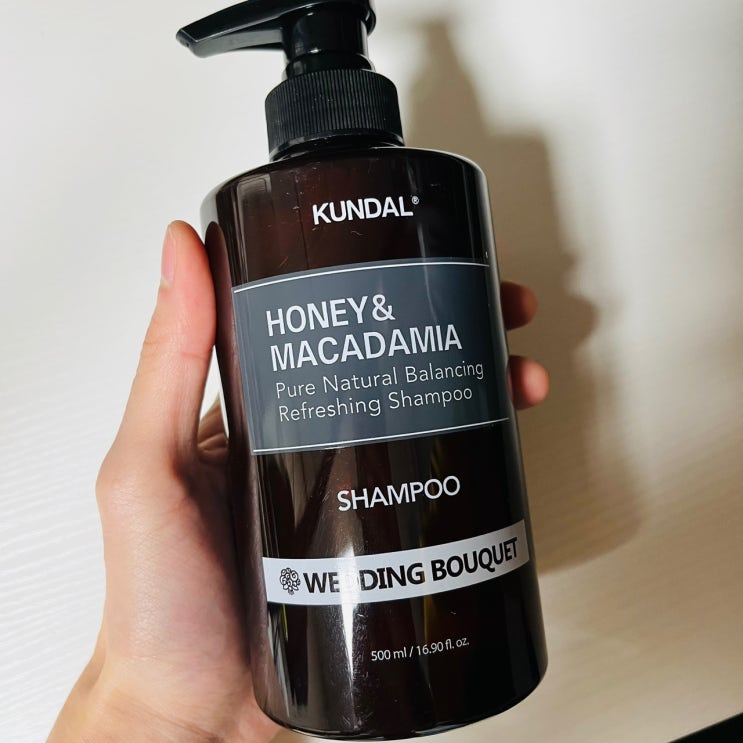 KUNDAL®
HONEY&
MACADAMIA
Pure Natural Balancing
Refreshing Shampoo
SHAMPOO
WEDDING BOUQUET
500 ml / 16.90 fl. oz.